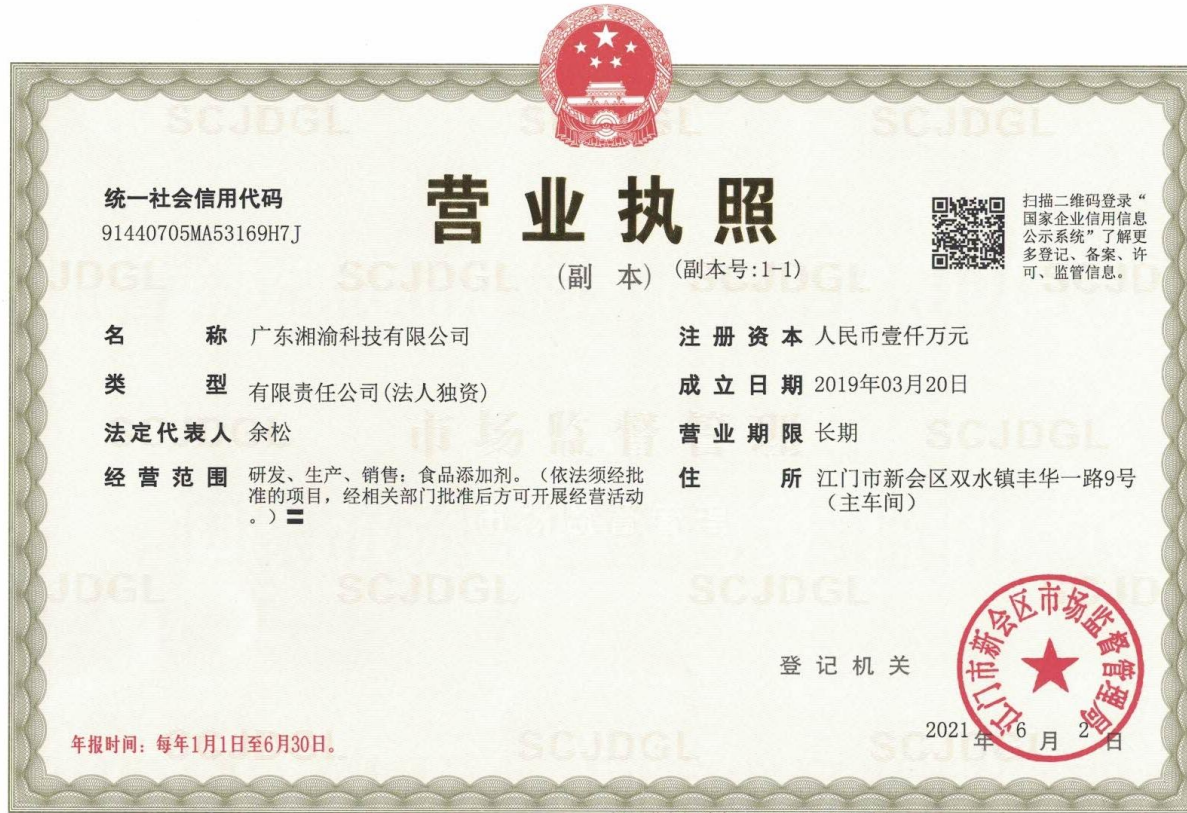 统一社会信用代码
91440705MA53169H7J
营业执照
(副 本) (副本号:1-1)
扫描二维码登录“
国家企业信用信息
公示系统”了解更
多登记、备案、许
可、监管信息。
名 称 广东湘渝科技有限公司
类 型 有限责任公司(法人独资)
法定代表人 余松
经营范围 研发、生产、销售: 食品添加剂。(依法须经批
准的项目,经相关部门批准后方可开展经营活动
。)〓
注册资本 人民币壹仟万元
成立日期 2019年03月20日
营业期限 长期
住 所 江门市新会区双水镇丰华一路9号
(主车间)
登记机关
江门市新会区市场监督管理局
2021年6月2日
年报时间: 每年1月1日至6月30日。
SCJDGL
市场监督管理